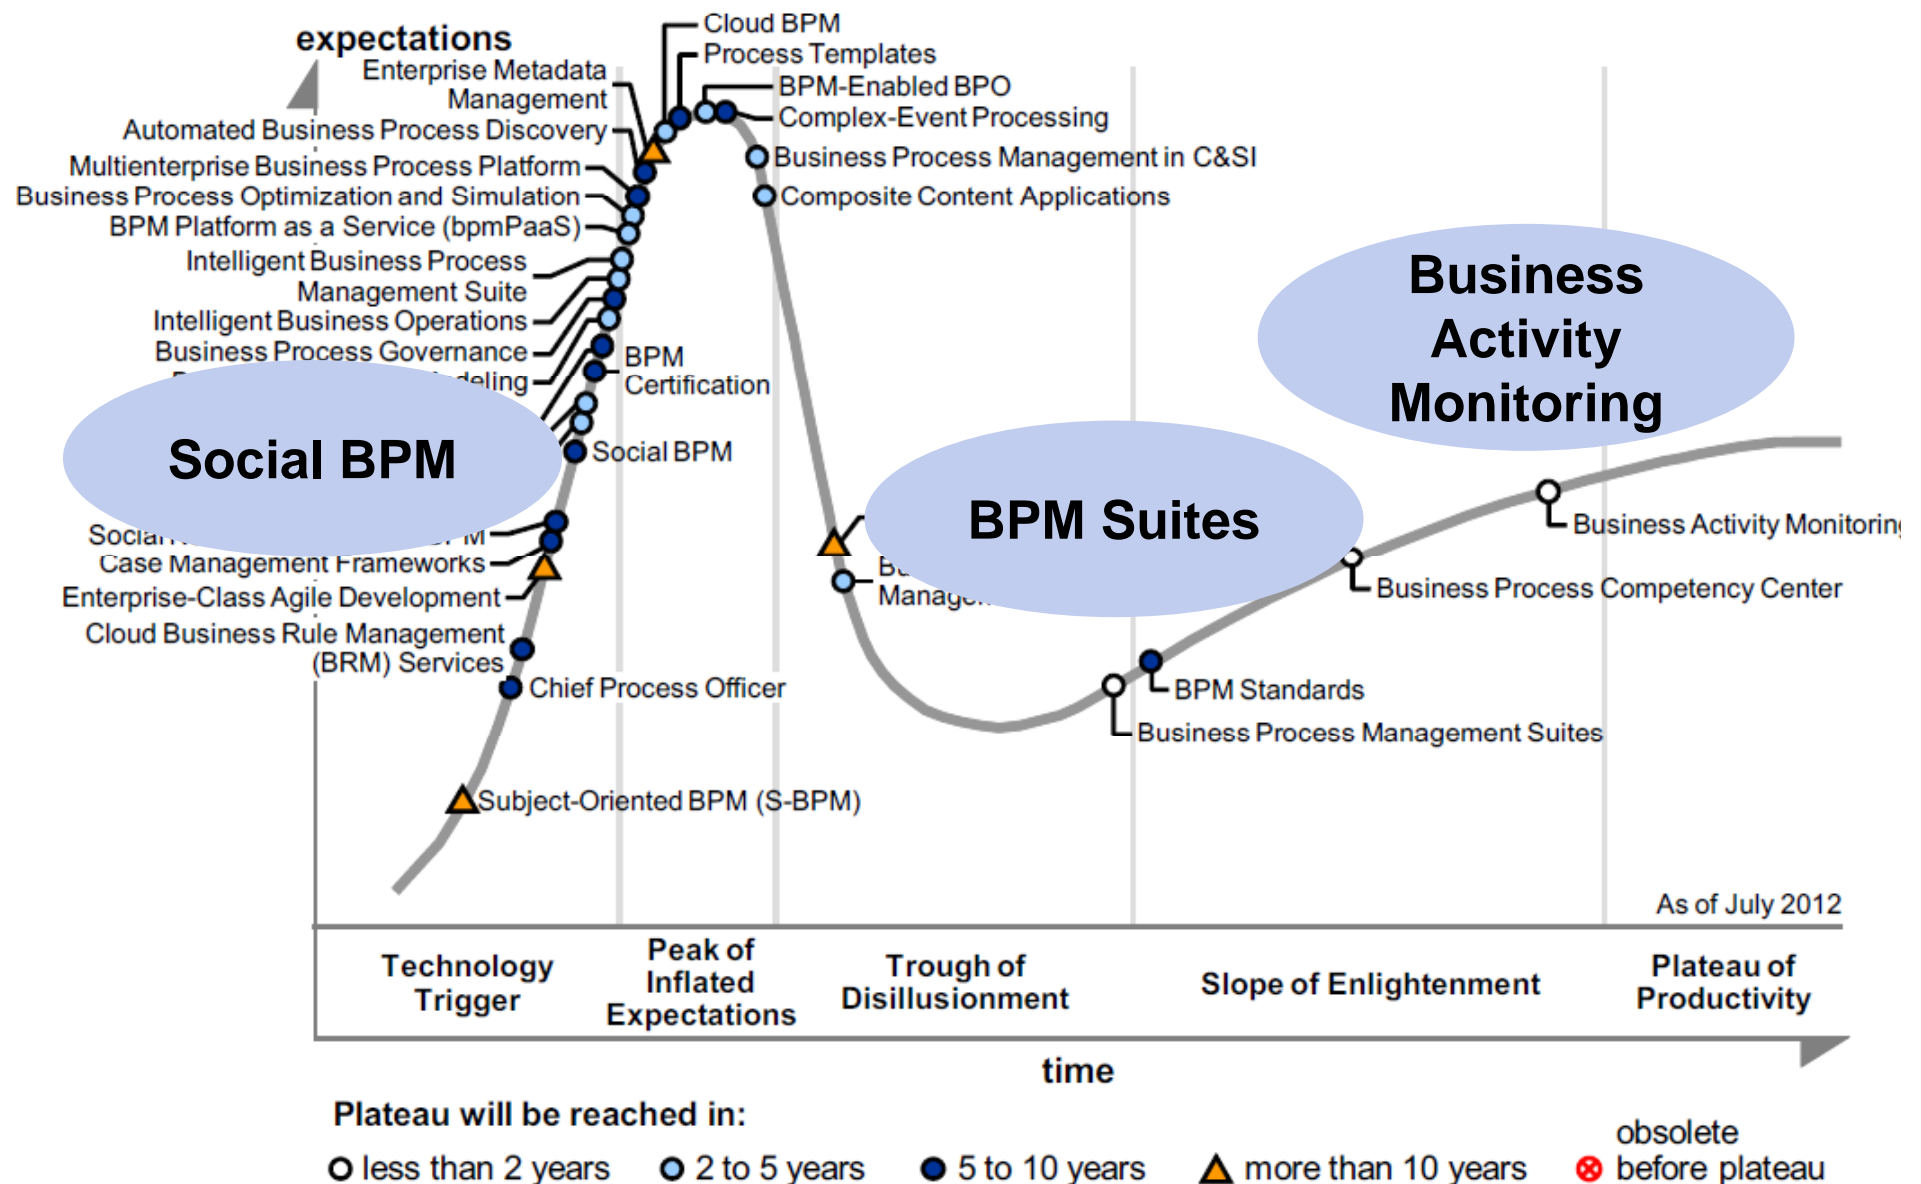 expectations
Cloud BPM
Process Templates
Enterprise Metadata
Management
BPM-Enabled BPO
Complex-Event Processing
Automated Business Process Discovery
Business Process Management in C&SI
Multienterprise Business Process Platform
Business Process Optimization and Simulation
Composite Content Applications
BPM Platform as a Service (bpmPaaS)
Intelligent Business Process
Management Suite
Intelligent Business Operations
Business Process Governance
BPM
Certification
Social BPM
Social BPM
Social
Case Management Frameworks
Enterprise-Class Agile Development
Cloud Business Rule Management
(BRM) Services
Chief Process Officer
Subject-Oriented BPM (S-BPM)
BPM Suites
Business
Activity
Monitoring
Business Activity Monitoring
Business Process Competency Center
BPM Standards
Business Process Management Suites
As of July 2012
Technology
Trigger
Peak of
Inflated
Expectations
Trough of
Disillusionment
Slope of Enlightenment
Plateau of
Productivity
time
Plateau will be reached in:
less than 2 years
2 to 5 years
5 to 10 years
more than 10 years
obsolete
before plateau